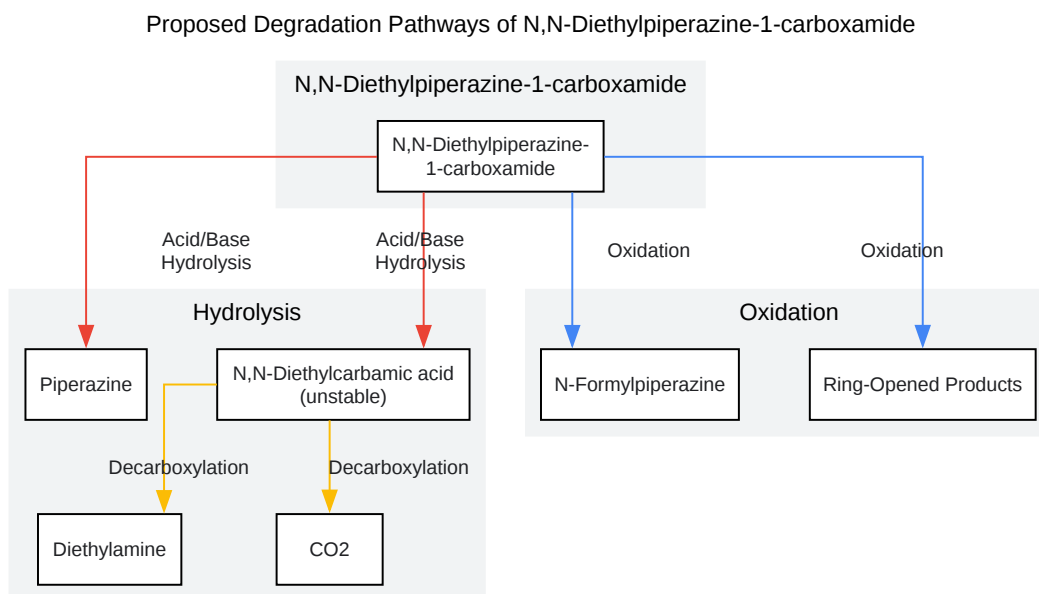 Proposed Degradation Pathways of N,N-Diethylpiperazine-1-carboxamide
N,N-Diethylpiperazine-1-carboxamide
N,N-Diethylpiperazine-
1-carboxamide
Acid/Base
Hydrolysis
Acid/Base
Hydrolysis
Oxidation
Oxidation
Hydrolysis
Oxidation
Piperazine
N,N-Diethylcarbamic acid
(unstable)
N-Formylpiperazine
Ring-Opened Products
Decarboxylation
Decarboxylation
Diethylamine
CO2